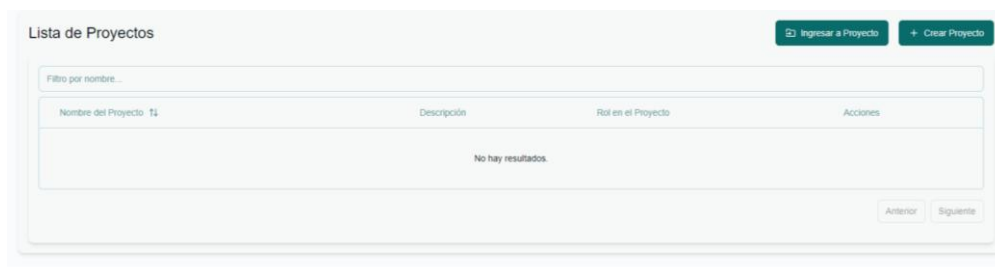 Lista de Proyectos
Ingresar a Proyecto
+ Crear Proyecto
Filtro por nombre...
Nombre del Proyecto ↑↓ Descripción Rol en el Proyecto Acciones
No hay resultados.
Anterior Siguiente